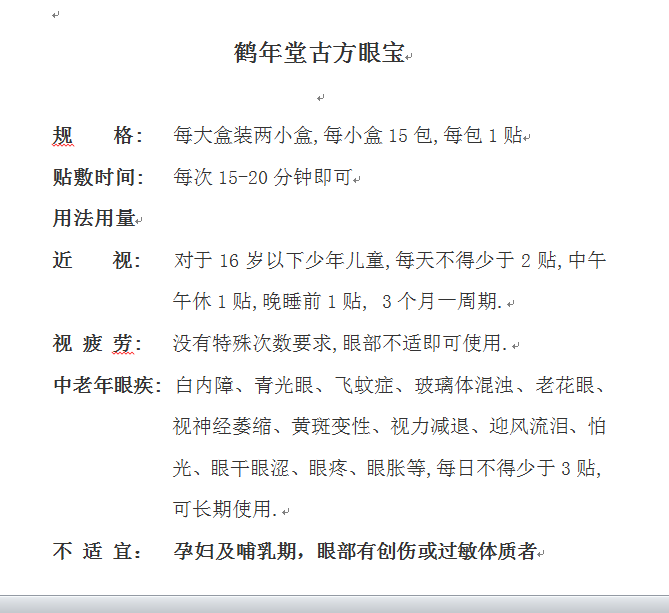 鹤年堂古方眼宝
规 格: 每大盒装两小盒,每小盒15包,每包1贴
贴敷时间: 每次15-20分钟即可
用法用量
近 视: 对于16岁以下少年儿童,每天不得少于2贴,中午
午休1贴,晚睡前1贴, 3个月一周期.
视 疲 劳: 没有特殊次数要求,眼部不适即可使用.
中老年眼疾: 白内障、青光眼、飞蚊症、玻璃体混浊、老花眼、
视神经萎缩、黄斑变性、视力减退、迎风流泪、怕
光、眼干眼涩、眼疼、眼胀等,每日不得少于3贴,
可长期使用.
不 适 宜: 孕妇及哺乳期，眼部有创伤或过敏体质者